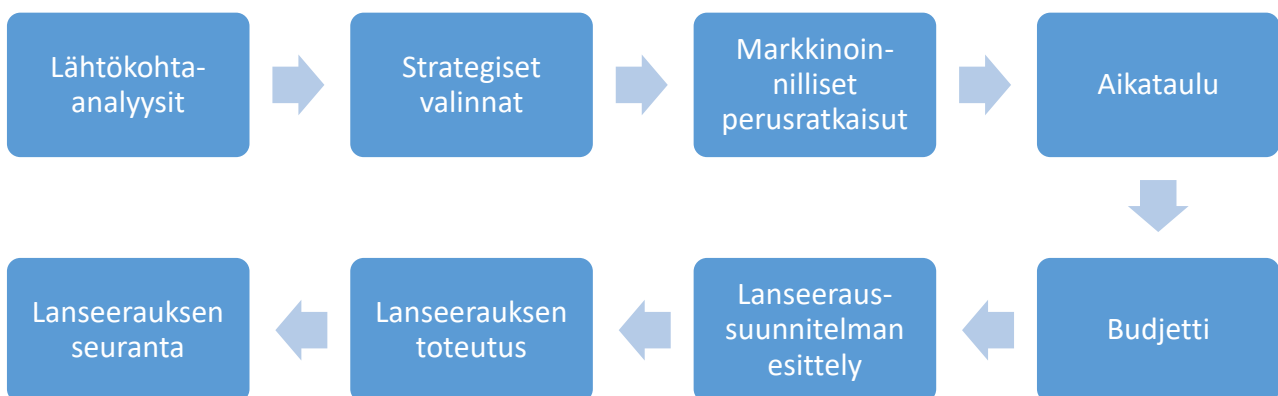 Lähtökohta-
analyysit
Strategiset
valinnat
Markkinoin-
nilliset
perusratkaisut
Aikataulu
Budjetti
Lanseeraus-
suunnitelman
esittely
Lanseerauksen
toteutus
Lanseerauksen
seuranta